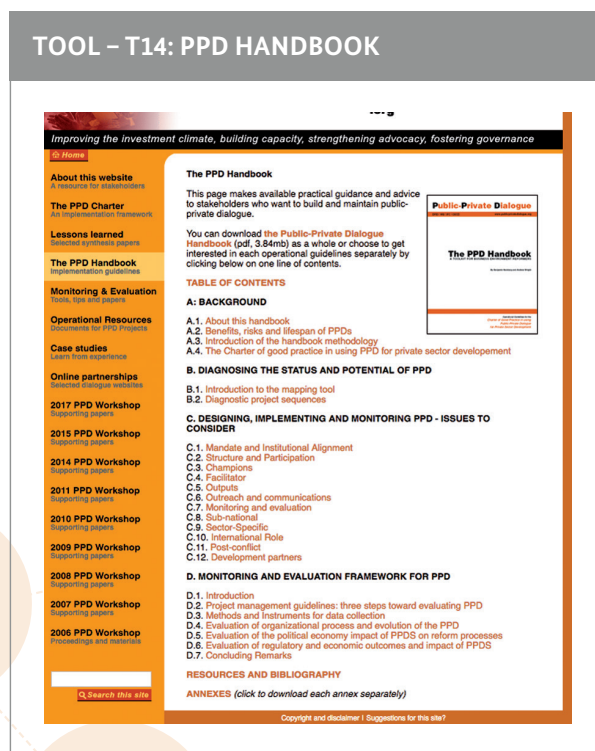 TOOL – T14: PPD HANDBOOK
Improving the investment climate, building capacity, strengthening advocacy, fostering governance
Home
About this website
A resource for stakeholders
The PPD Charter
An implementation framework
Lessons learned
Selected synthesis papers
The PPD Handbook
Implementation guidelines
Monitoring & Evaluation
Tools, tips and papers
Operational Resources
Documents for PPD Projects
Case studies
Learn from experience
Online partnerships
Selected dialogue websites
2017 PPD Workshop
Supporting papers
2015 PPD Workshop
Supporting papers
2014 PPD Workshop
Supporting papers
2011 PPD Workshop
Supporting papers
2010 PPD Workshop
Supporting papers
2009 PPD Workshop
Supporting papers
2008 PPD Workshop
Supporting papers
2007 PPD Workshop
Supporting papers
2006 PPD Workshop
Proceedings and materials
Search this site
The PPD Handbook
This page makes available practical guidance and advice
to stakeholders who want to build and maintain public-
private dialogue.
You can download the Public-Private Dialogue
Handbook (pdf, 3.84mb) as a whole or choose to get
interested in each operational guidelines separately by
clicking below on one line of contents.
Public-Private Dialogue
The PPD Handbook
TABLE OF CONTENTS
A: BACKGROUND
A.1. About this handbook
A.2. Benefits, risks and lifespan of PPDs
A.3. Introduction of the handbook methodology
A.4. The Charter of good practice in using PPD for private sector developement
B. DIAGNOSING THE STATUS AND POTENTIAL OF PPD
B.1. Introduction to the mapping tool
B.2. Diagnostic project sequences
C. DESIGNING, IMPLEMENTING AND MONITORING PPD - ISSUES TO
CONSIDER
C.1. Mandate and Institutional Alignment
C.2. Structure and Participation
C.3. Champions
C.4. Facilitator
C.5. Outputs
C.6. Outreach and communications
C.7. Monitoring and evaluation
C.8. Sub-national
C.9. Sector-Specific
C.10. International Role
C.11. Post-conflict
C.12. Development partners
D. MONITORING AND EVALUATION FRAMEWORK FOR PPD
D.1. Introduction
D.2. Project management guidelines: three steps toward evaluating PPD
D.3. Methods and Instruments for data collection
D.4. Evaluation of organizational process and evolution of the PPD
D.5. Evaluation of the political economy impact of PPDS on reform processes
D.6. Evaluation of regulatory and economic outcomes and impact of PPDS
D.7. Concluding Remarks
RESOURCES AND BIBLIOGRAPHY
ANNEXES (click to download each annex separately)
Copyright and disclaimer | Suggestions for this site?